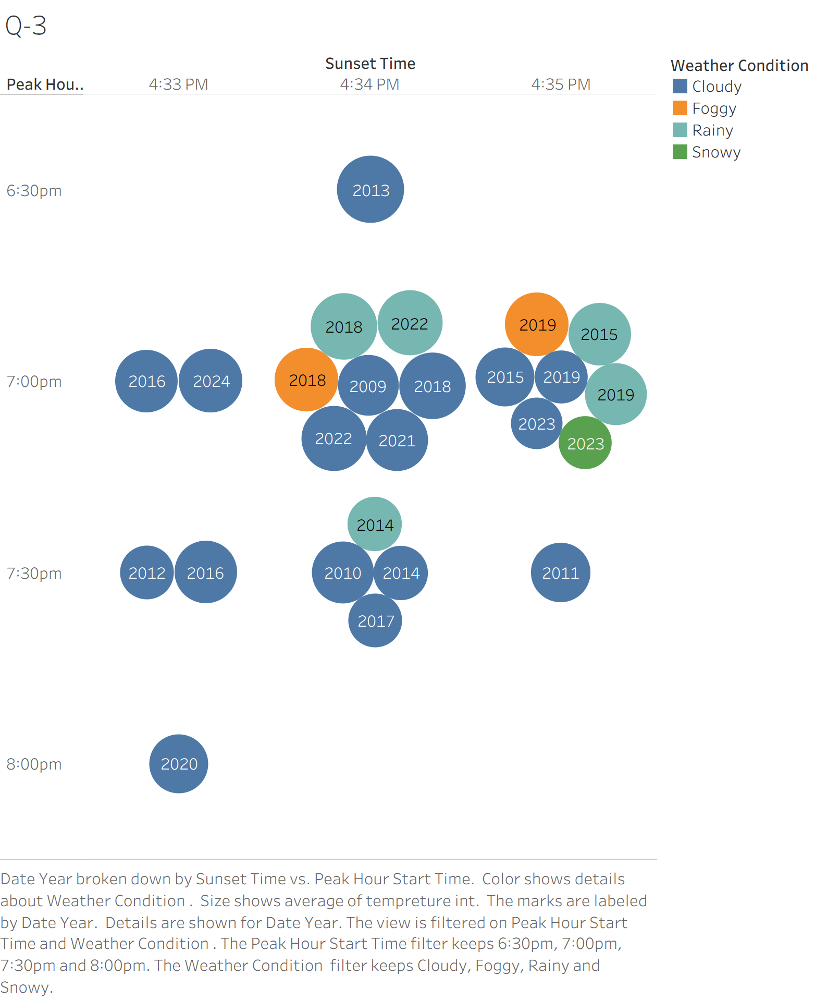 Q-3
Sunset Time
Peak Hou..
4:33 PM
4:34 PM
4:35 PM
Weather Condition
Cloudy
Foggy
Rainy
Snowy
6:30pm
2013
7:00pm
2016
2024
2018
2022
2018
2009
2018
2022
2021
2019
2015
2015
2019
2019
2023
2023
7:30pm
2012
2016
2014
2010
2014
2017
2011
8:00pm
2020
Date Year broken down by Sunset Time vs. Peak Hour Start Time.  Color shows details
about Weather Condition .  Size shows average of tempreture int.  The marks are labeled
by Date Year.  Details are shown for Date Year. The view is filtered on Peak Hour Start
Time and Weather Condition . The Peak Hour Start Time filter keeps 6:30pm, 7:00pm,
7:30pm and 8:00pm. The Weather Condition  filter keeps Cloudy, Foggy, Rainy and
Snowy.